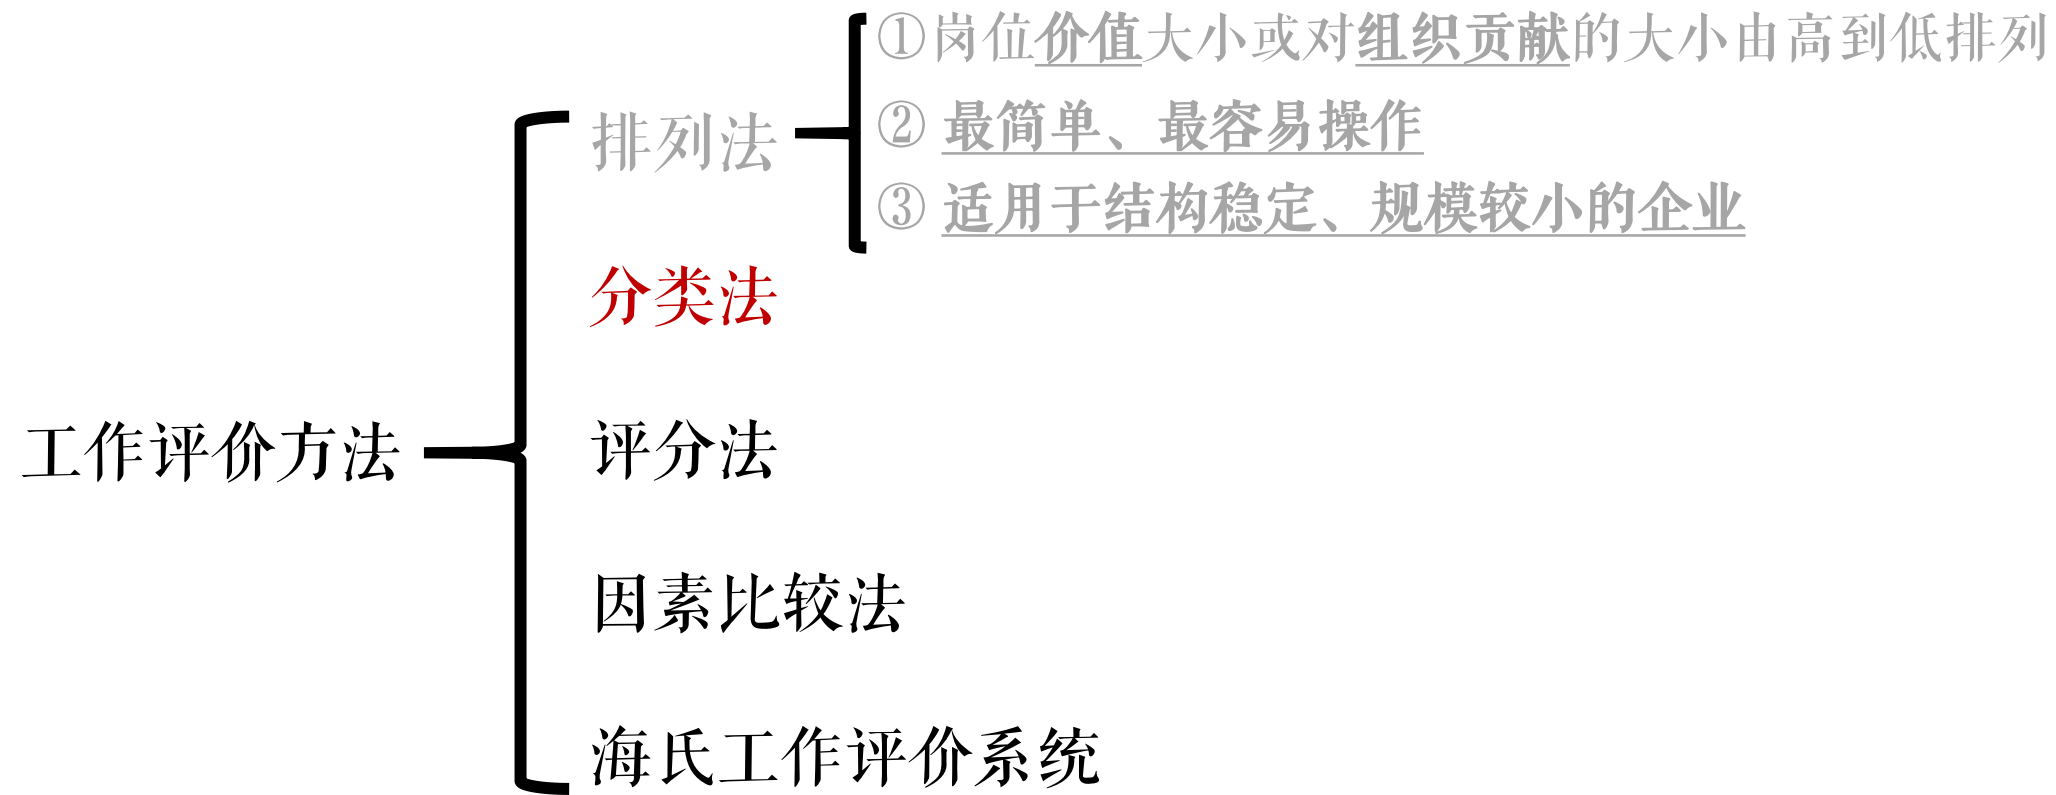 ①岗位价值大小或对组织贡献的大小由高到低排列
② 最简单、最容易操作
排列法
③ 适用于结构稳定、规模较小的企业
分类法
工作评价方法
评分法
因素比较法
海氏工作评价系统